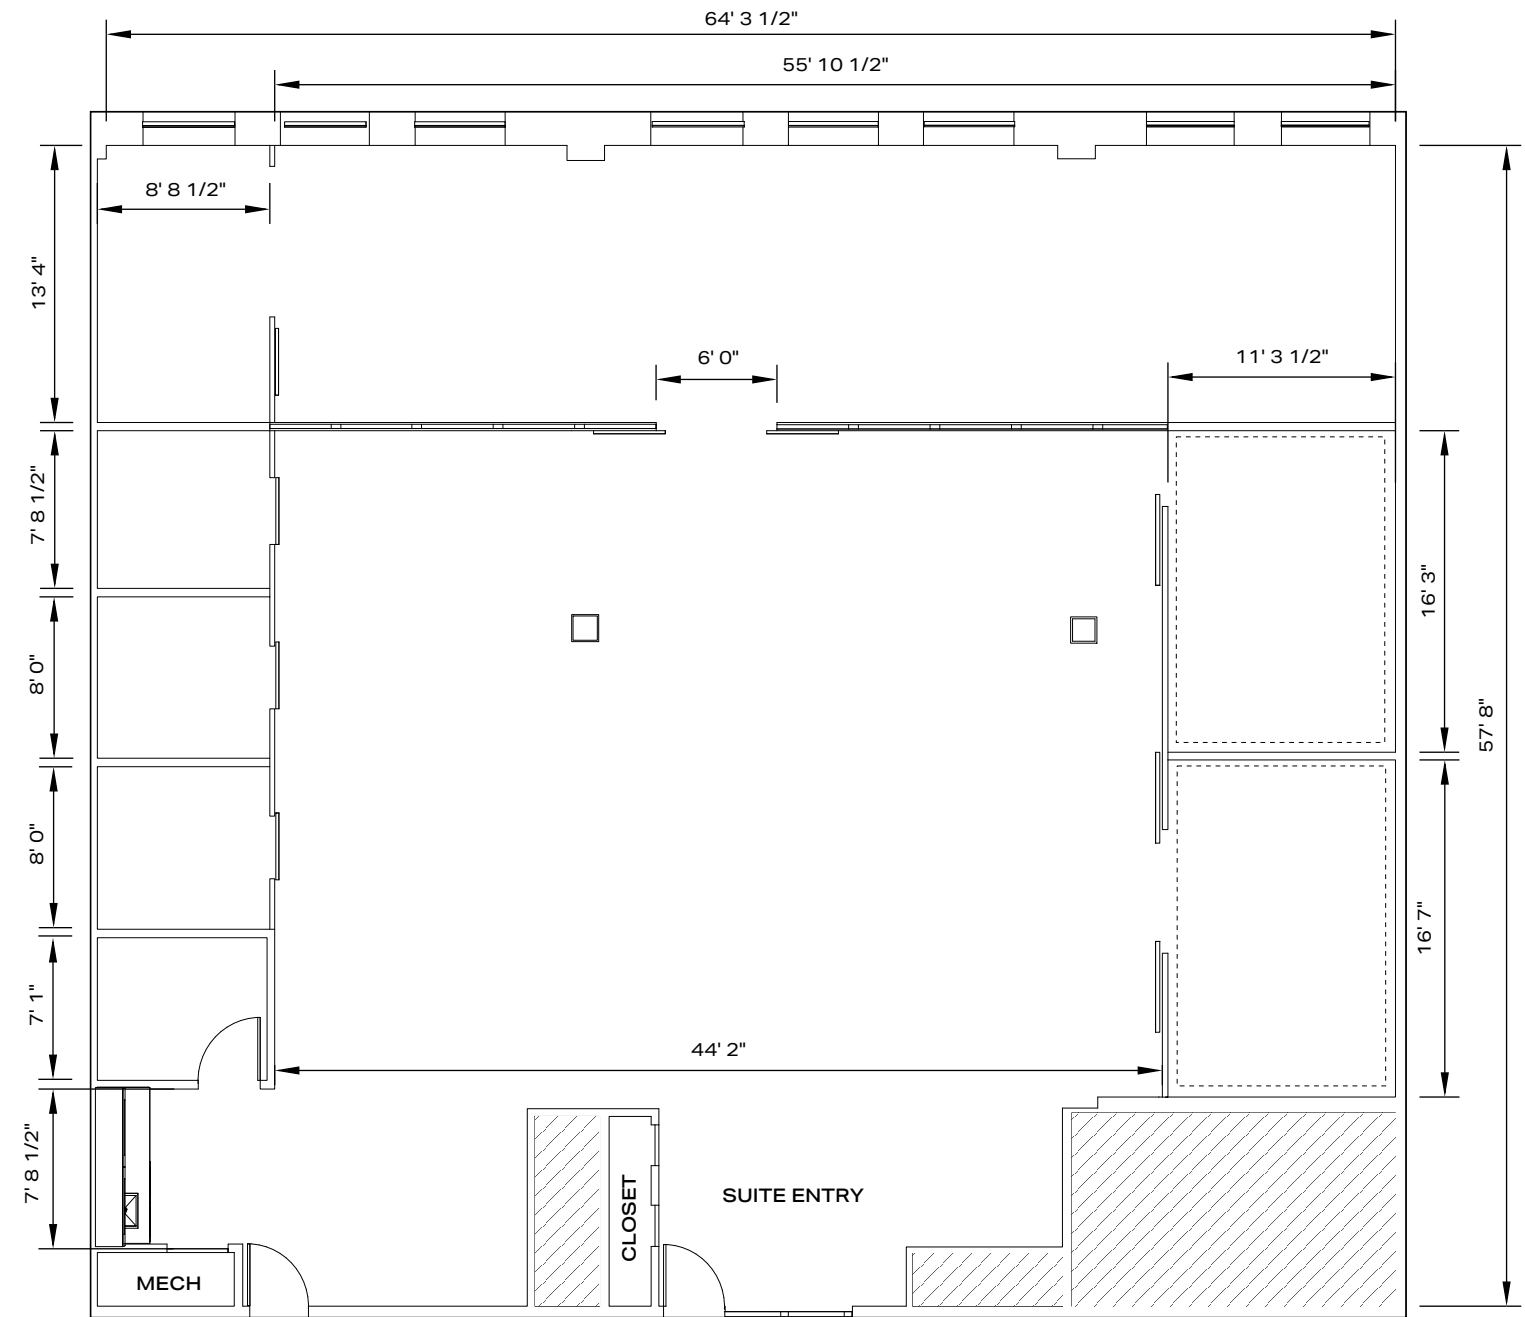 64' 3 1/2"
55' 10 1/2"
8' 8 1/2"
13' 4"
6' 0"
11' 3 1/2"
7' 8 1/2"
16' 3"
8' 0"
57' 8"
8' 0"
16' 7"
7' 1"
44' 2"
7' 8 1/2"
CLOSET
SUITE ENTRY
MECH